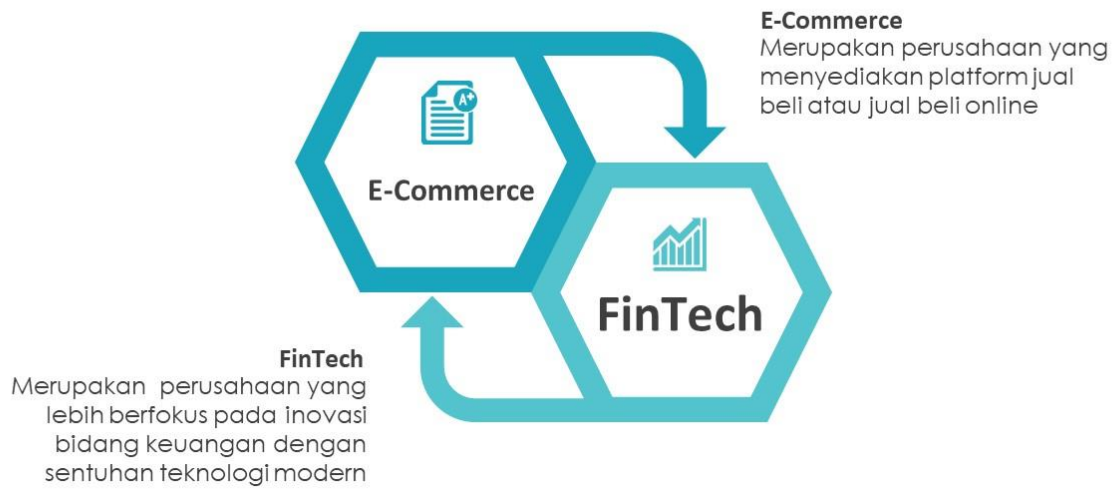 E-Commerce
Merupakan perusahaan yang
menyediakan platform jual
beli atau jual beli online
A+
E-Commerce
FinTech
FinTech
Merupakan perusahaan yang
lebih berfokus pada inovasi
bidang keuangan dengan
sentuhan teknologi modern